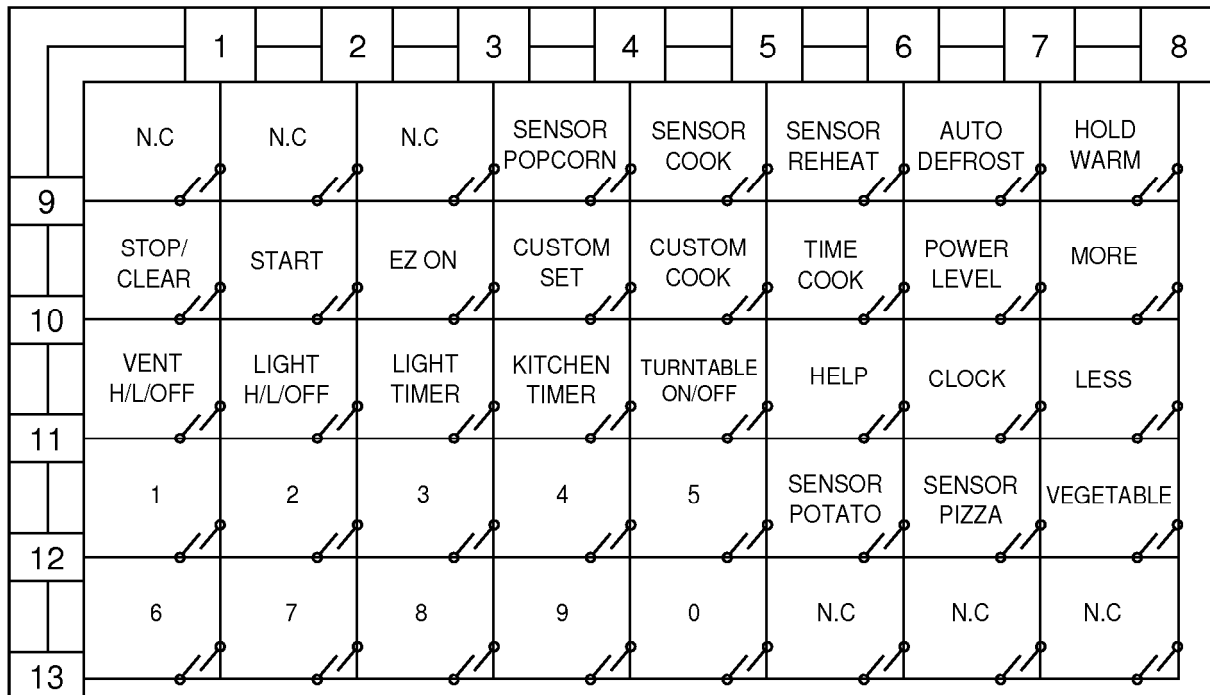 1 2 3 4 5 6 7 8
N.C N.C N.C SENSOR SENSOR SENSOR AUTO HOLD
POPCORN COOK REHEAT DEFROST WARM
9
STOP/ START EZ ON CUSTOM CUSTOM TIME POWER MORE
CLEAR SET COOK COOK LEVEL
10
VENT LIGHT LIGHT KITCHEN TURNTABLE HELP CLOCK LESS
H/L/OFF H/L/OFF TIMER TIMER ON/OFF
11
1 2 3 4 5 SENSOR SENSOR VEGETABLE
POTATO PIZZA
12
6 7 8 9 0 N.C N.C N.C
13